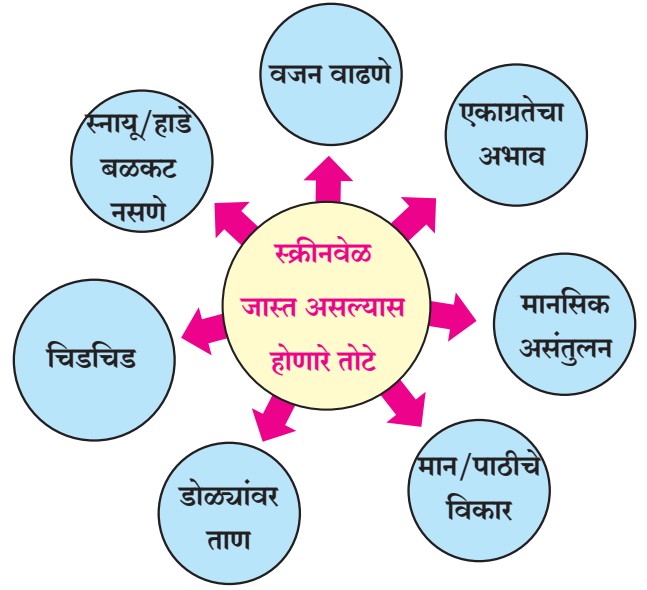 स्क्रीनवेळ
जास्त असल्यास
होणारे तोटे
वजन वाढणे
एकाग्रतेचा
अभाव
मानसिक
असंतुलन
मान/पाठीचे
विकार
डोळ्यांवर
ताण
चिडचिड
स्नायू/हाडे
बळकट
नसणे